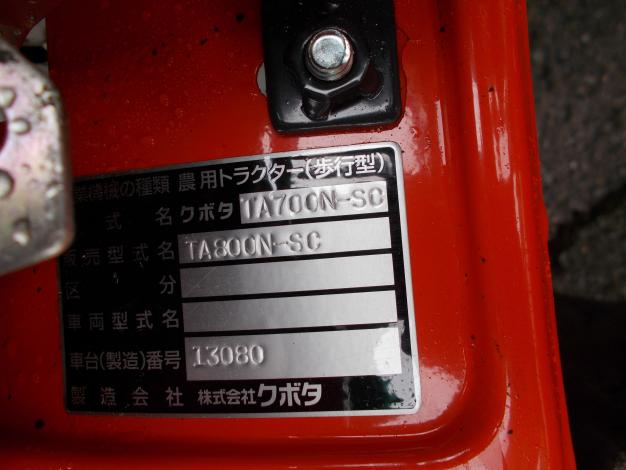 業機械の種類 農用トラクター(歩行型)
式名 クボタ TA700N-SC
販売型式名 TA800N-SC
区分
車両型式名
車台(製造)番号 13080
製造会社 株式会社クボタ